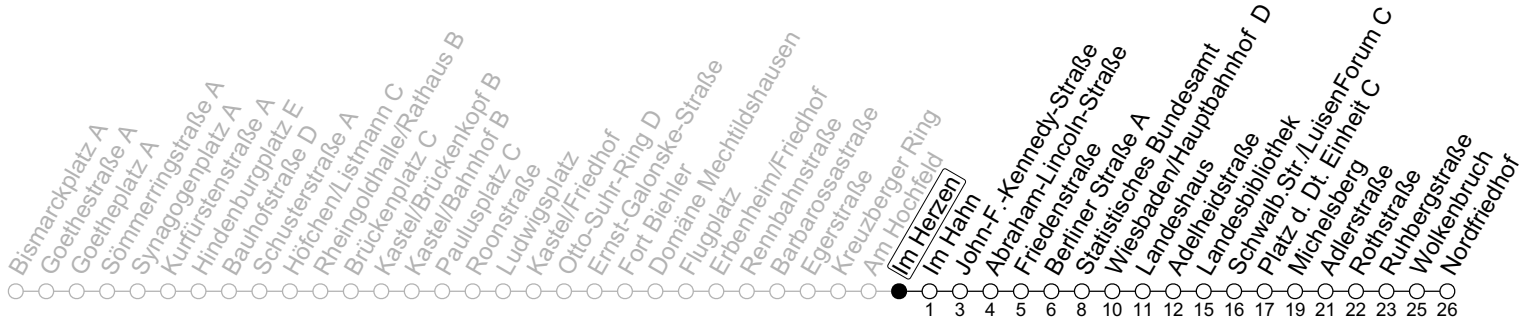 Bismarckplatz A
Goethestraße A
Goetheplatz A
Sömmerringstraße A
Synagogenplatz A
Kurfürstenstraße A
Hindenburgplatz E
Bauhofstraße D
Schusterstraße A
Höfchen/Listmann C
Rheingoldhalle/Rathaus B
Brückenplatz C
Kastel/Brückenkopf B
Kastel/Bahnhof B
Paulusplatz C
Roonstraße
Ludwigsplatz
Kastel/Friedhof
Otto-Suhr-Ring D
Ernst-Galonske-Straße
Fort Biehler
Domäne Mechtildshausen
Flugplatz
Erbenheim/Friedhof
Rennbahnstraße
Barbarossastraße
Egerstraße
Kreuzberger Ring
Am Hochfeld
Im Herzen
Im Hahn
John-F.-Kennedy-Straße
Abraham-Lincoln-Straße
Friedenstraße
Berliner Straße A
Statistisches Bundesamt
Wiesbaden/Hauptbahnhof D
Landeshaus
Adelheidstraße
Landesbibliothek
Schwalb.Str./LuisenForum C
Platz d. Dt. Einheit C
Michelsberg
Adlerstraße
Rothstraße
Ruhbergstraße
Wolkenbruch
Nordfriedhof
1 3 4 5 6 8 10 11 12 15 16 17 19 21 22 23 25 26